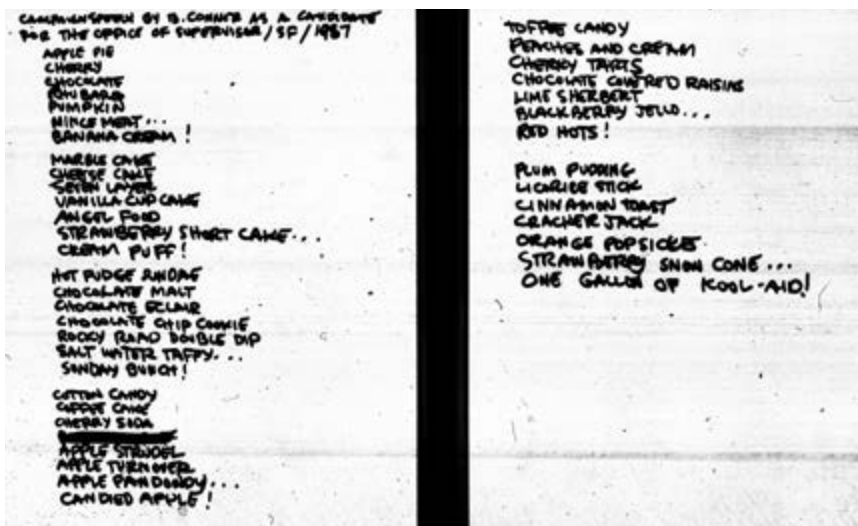 CAMPAIGN SPEECH BY B. CONNER AS A CANDIDATE
FOR THE OFFICE OF SUPERVISOR/SF/1967
APPLE PIE
CHERRY
CHOCOLATE
RHUBARB
PUMPKIN
MINCE MEAT...
BANANA CREAM!
MARBLE CAKE
CHEESE CAKE
SEVEN LAYER
VANILLA CUP CAKE
ANGEL FOOD
STRAWBERRY SHORT CAKE...
CREAM PUFF!
HOT FUDGE SUNDAE
CHOCOLATE MALT
CHOCOLATE ECLAIR
CHOCOLATE CHIP COOKIE
ROCKY ROAD DOUBLE DIP
SALT WATER TAFFY...
SUNDAY BUNCH!
COTTON CANDY
COFFEE CAKE
CHERRY SODA
APPLE STRUDEL
APPLE TURNOVER
APPLE PANDOWDY...
CANDIED APPLE!
TOFFEE CANDY
PEACHES AND CREAM
CHERRY TARTS
CHOCOLATE COVERED RAISINS
LIME SHERBERT
BLACKBERRY JELLO...
RED HOTS!
PLUM PUDDING
LICORICE STICK
CINNAMON TOAST
CRACKER JACK
ORANGE POPSICLES
STRAWBERRY SNOW CONE...
ONE GALLON OF KOOL-AID!